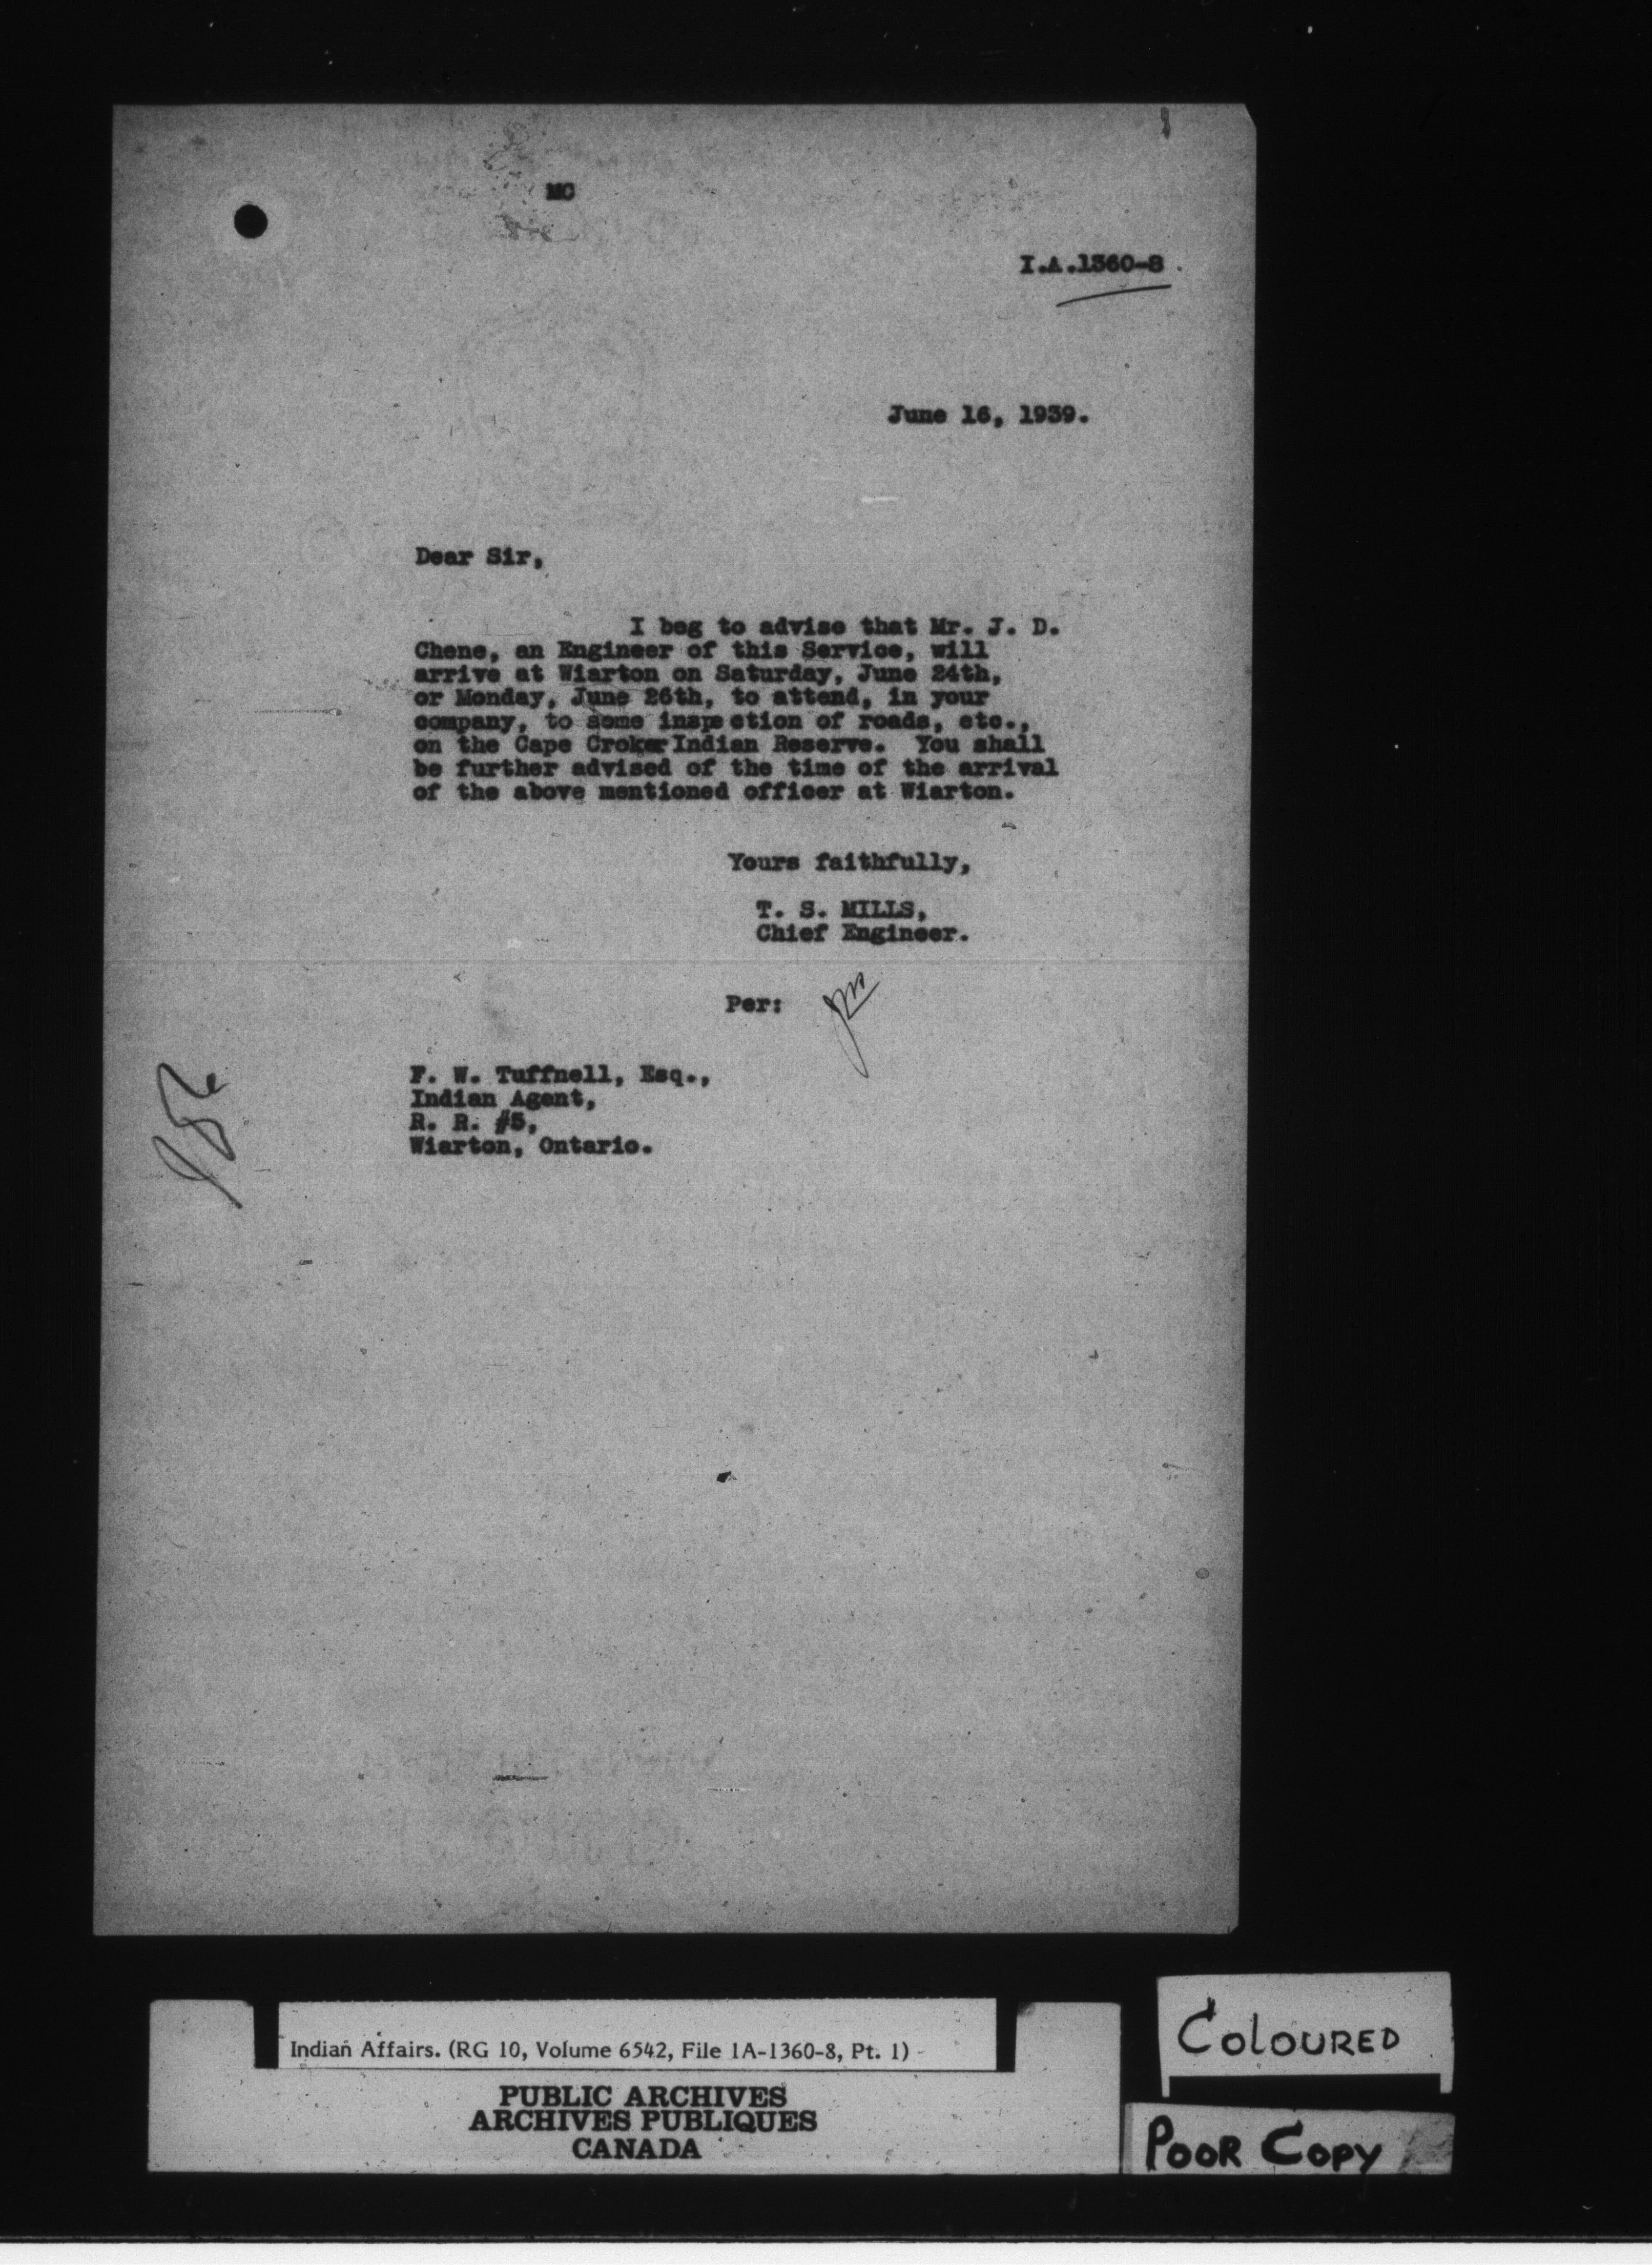 MC
I.A.1360-8.
June 16, 1939.
Dear Sir,
I beg to advise that Mr. J. D.
Chene, an Engineer of this Service, will
arrive at Wiarton on Saturday, June 24th,
or Monday, June 26th, to attend, in your
company, to some inspection of roads, etc.,
on the Cape Croker Indian Reserve. You shall
be further advised of the time of the arrival
of the above mentioned officer at Wiarton.
Yours faithfully,
T. S. MILLS,
Chief Engineer.
Per:
F. W. Tuffnell, Esq.,
Indian Agent,
R. R. #5,
Wiarton, Ontario.
Indian Affairs. (RG 10, Volume 6542, File 1A-1360-8, Pt. 1)
PUBLIC ARCHIVES
ARCHIVES PUBLIQUES
CANADA
COLOURED
POOR COPY